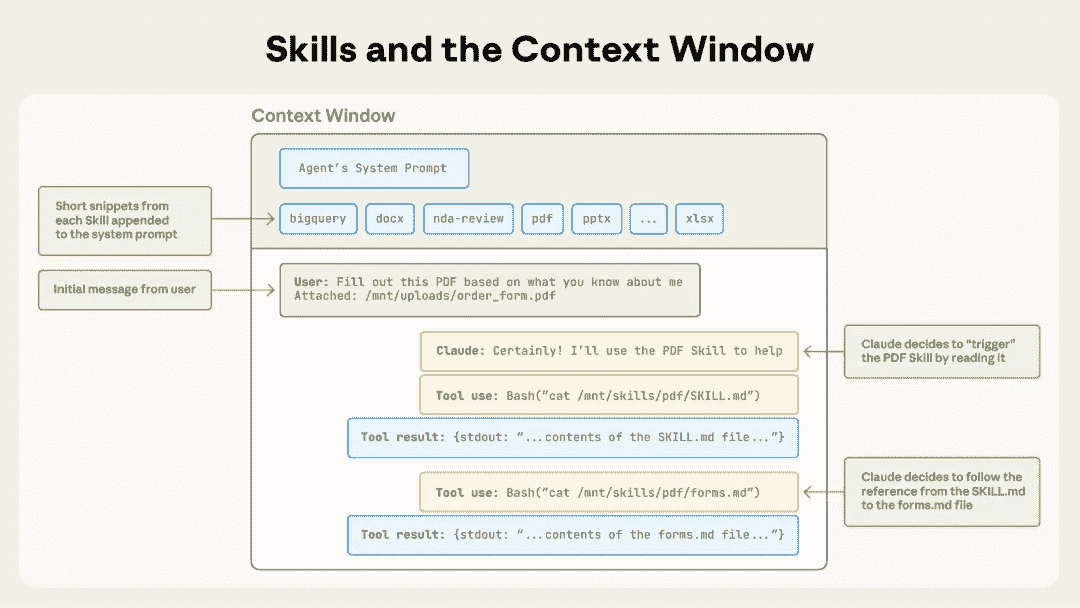 Skills and the Context Window
Context Window
Agent’s System Prompt
Short snippets from
each Skill appended
to the system prompt
bigquery
docx
nda-review
pdf
pptx
...
xlsx
Initial message from user
User: Fill out this PDF based on what you know about me
Attached: /mnt/uploads/order_form.pdf
Claude: Certainly! I’ll use the PDF Skill to help
Claude decides to “trigger”
the PDF Skill by reading it
Tool use: Bash(”cat /mnt/skills/pdf/SKILL.md”)
Tool result: {stdout: “...contents of the SKILL.md file...”}
Tool use: Bash(”cat /mnt/skills/pdf/forms.md”)
Claude decides to follow the
reference from the SKILL.md
to the forms.md file
Tool result: {stdout: “...contents of the forms.md file...”}